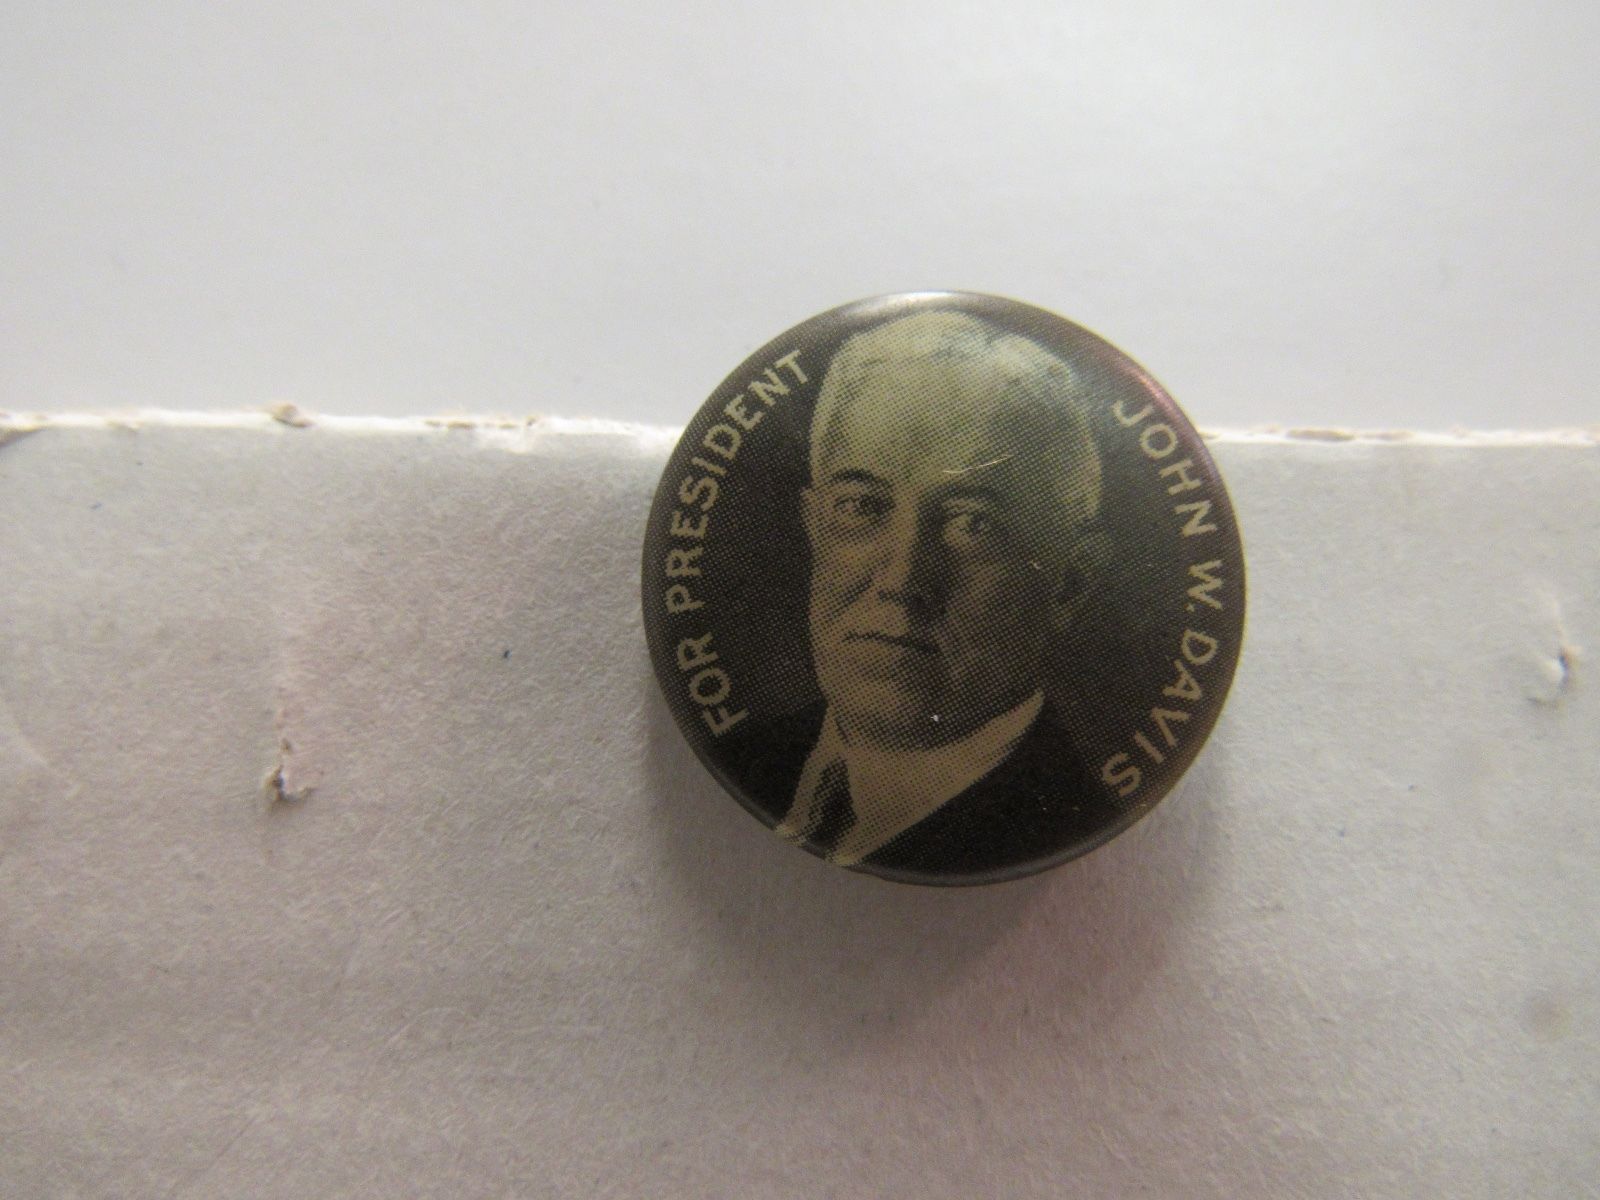 FOR PRESIDENT
JOHN W. DAVIS